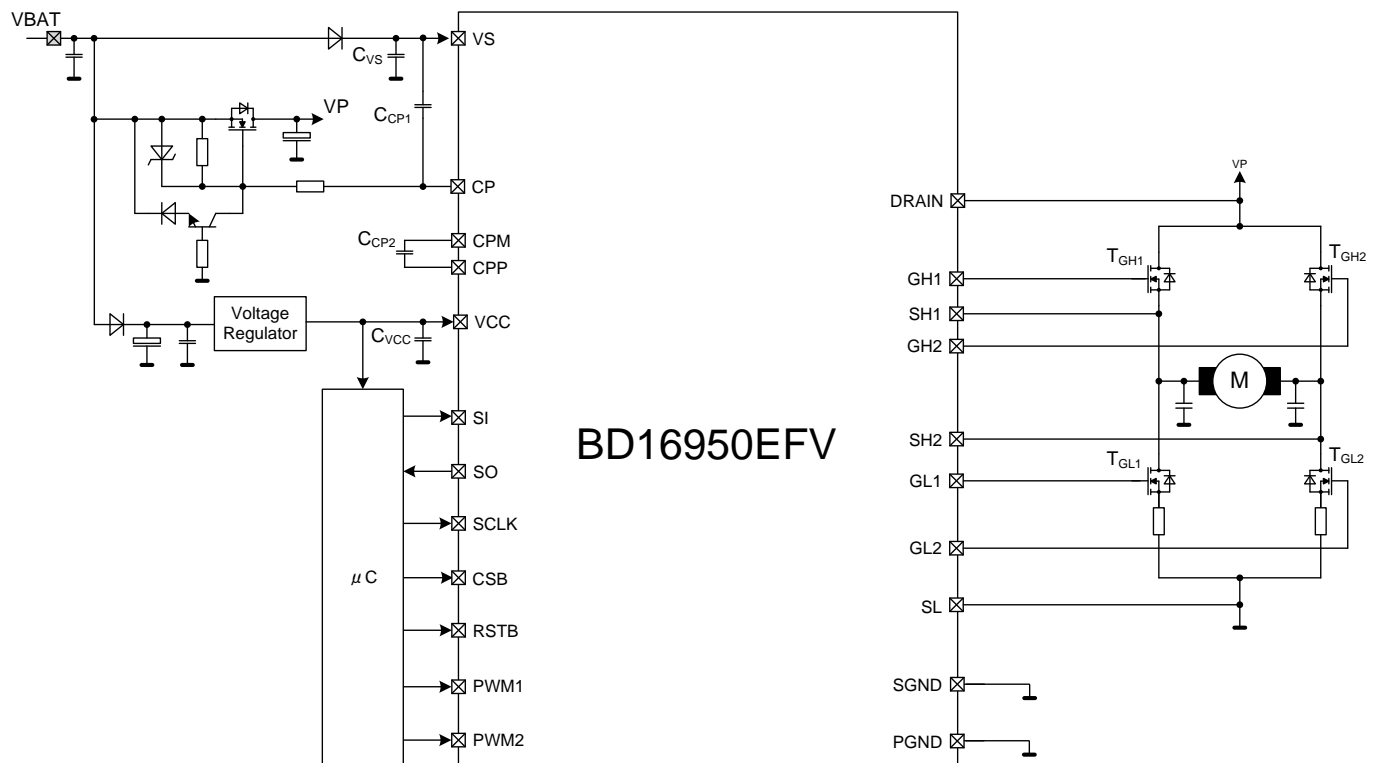 VBAT
VS
CVS
CCP1
VP
CP
CCP2
CPM
CPP
Voltage
Regulator
CVCC
VCC
SI
SO
SCLK
μC
CSB
RSTB
PWM1
PWM2
BD16950EFV
VP
DRAIN
TGH1
TGH2
GH1
SH1
GH2
M
SH2
TGL1
TGL2
GL1
GL2
SL
SGND
PGND